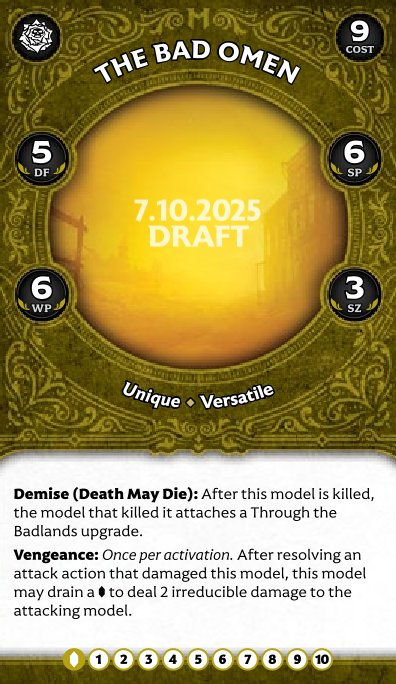 THE BAD OMEN
9
COST
5
DF
6
SP
7.10.2025
DRAFT
6
WP
3
SZ
Unique ⬥ Versatile
Demise (Death May Die): After this model is killed,
the model that killed it attaches a Through the
Badlands upgrade.
Vengeance: Once per activation. After resolving an
attack action that damaged this model, this model
may drain a ⬮ to deal 2 irreducible damage to the
attacking model.
1 2 3 4 5 6 7 8 9 10